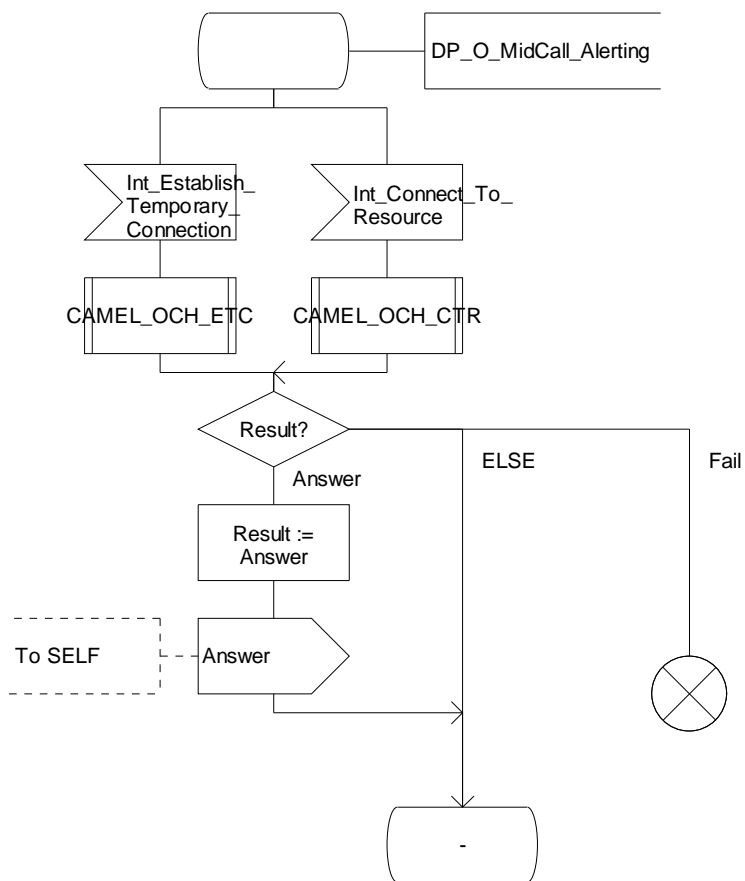 DP_O_MidCall_Alerting
Int_Establish_
Temporary_
Connection
Int_Connect_To_
Resource
CAMEL_OCH_ETC
CAMEL_OCH_CTR
Result?
ELSE
Fail
Answer
Result :=
Answer
To SELF
Answer
-